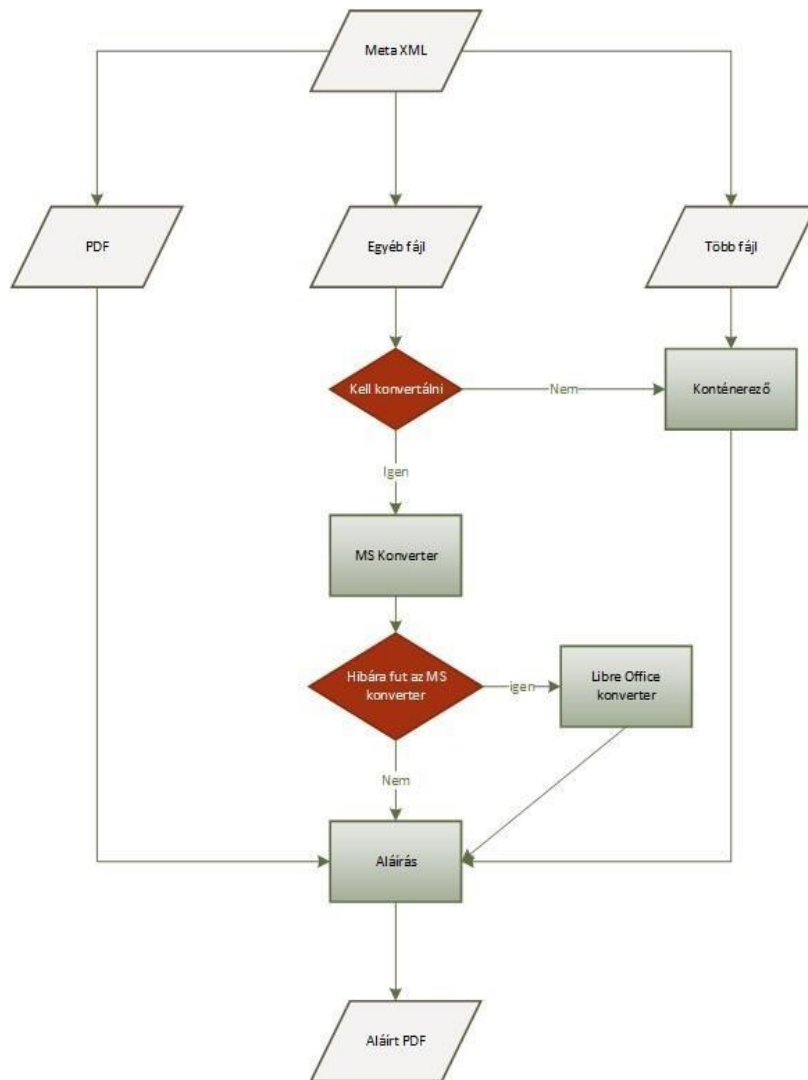 Meta XML
PDF
Egyéb fájl
Több fájl
Kell konvertálni
Nem
Konténerező
Igen
MS Konverter
Hibára fut az MS
konverter
igen
Libre Office
konverter
Nem
Aláírás
Aláírt PDF